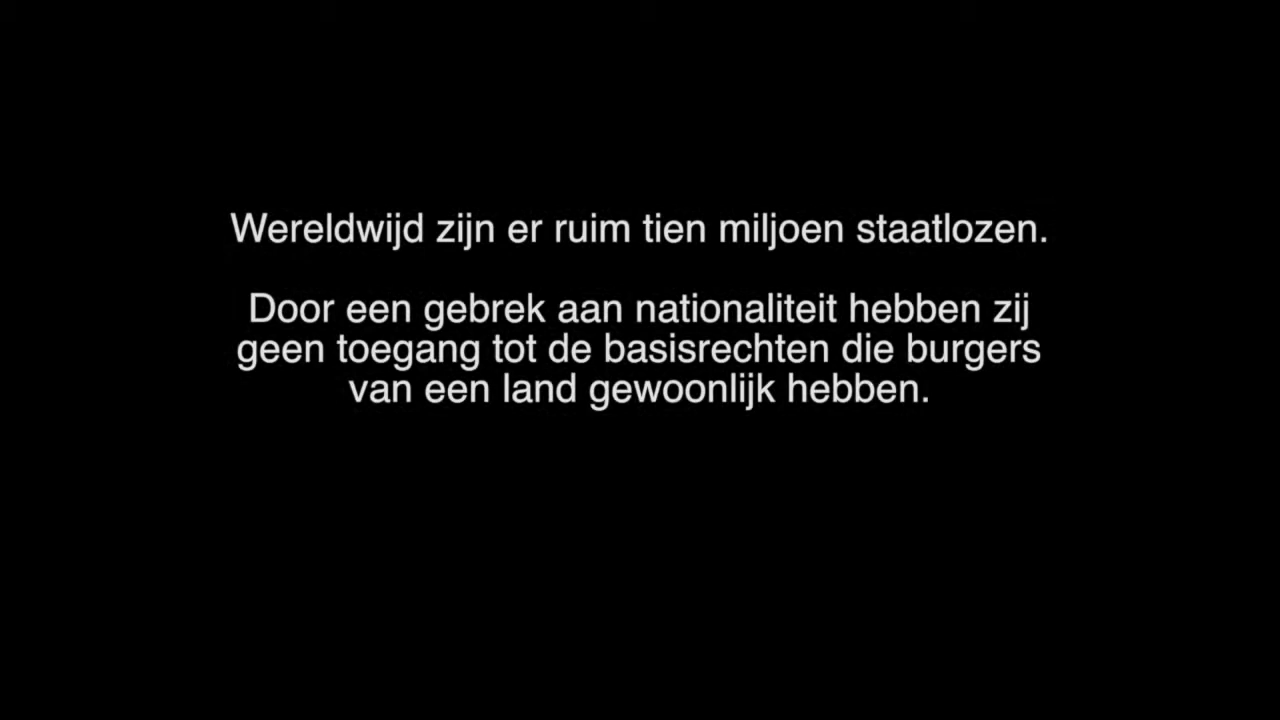 Wereldwijd zijn er ruim tien miljoen staatlozen.
Door een gebrek aan nationaliteit hebben zij
geen toegang tot de basisrechten die burgers
van een land gewoonlijk hebben.